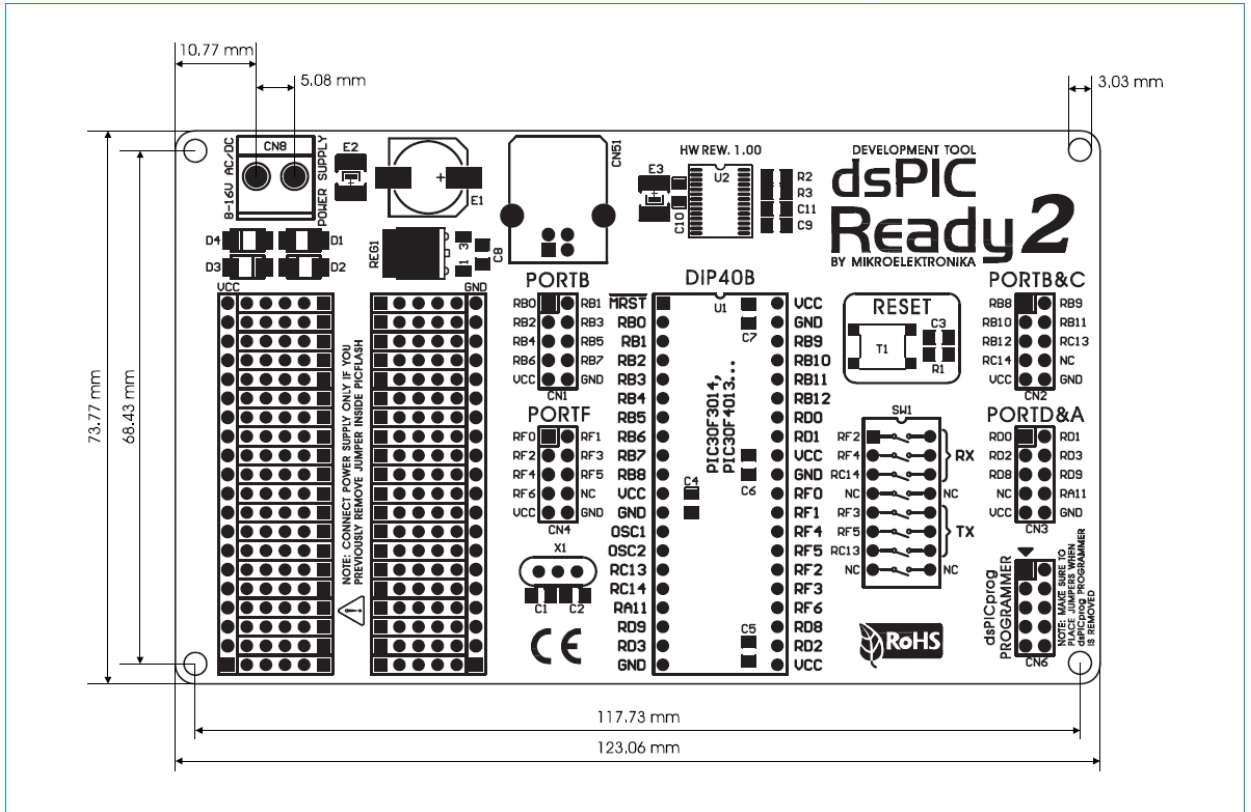 10.77 mm
5.08 mm
3,03 mm
73.77 mm
68.43 mm
8-16V AC/DC
CN8
POWER SUPPLY
E2
E1
CN51
E3
C10
HW REW. 1.00
U2
R2
R3
C11
C9
DEVELOPMENT TOOL
dsPIC
Ready2
BY MIKROELEKTRONIKA
D4
D1
D3
D2
REG1
3
1
C8
VCC
GND
NOTE: CONNECT POWER SUPPLY ONLY IF YOU
PREVIOUSLY REMOVE JUMPER INSIDE PICFLASH
PORTB
RB0 RB1
RB2 RB3
RB4 RB5
RB6 RB7
VCC GND
CN1
PORTF
RF0 RF1
RF2 RF3
RF4 RF5
RF6 NC
VCC GND
CN4
X1
C1 C2
CE
DIP40B
U1
MRST VCC
RB0 GND
RB1 RB9
RB2 RB10
RB3 RB11
RB4 RB12
RB5 RD0
RB6 RD1
RB7 VCC
RB8 GND
VCC RF0
GND RF1
OSC1 RF4
OSC2 RF5
RC13 RF2
RC14 RF3
RA11 RF6
RD9 RD8
RD3 RD2
GND VCC
C7
PIC30F3014,
PIC30F4013...
C4
C6
C5
RESET
T1
C3
R1
SW1
RF2
RF4
RC14
RX
NC NC
RF3
RF5
RC13
TX
NC NC
RoHS
PORTB&C
RB8 RB9
RB10 RB11
RB12 RC13
RC14 NC
VCC GND
CN2
PORTD&A
RD0 RD1
RD2 RD3
RD8 RD9
NC RA11
VCC GND
CN3
dsPICprog
PROGRAMMER
CN6
NOTE: MAKE SURE TO
PLACE JUMPERS WHEN
dsPICprog PROGRAMMER
IS REMOVED
117.73 mm
123.06 mm